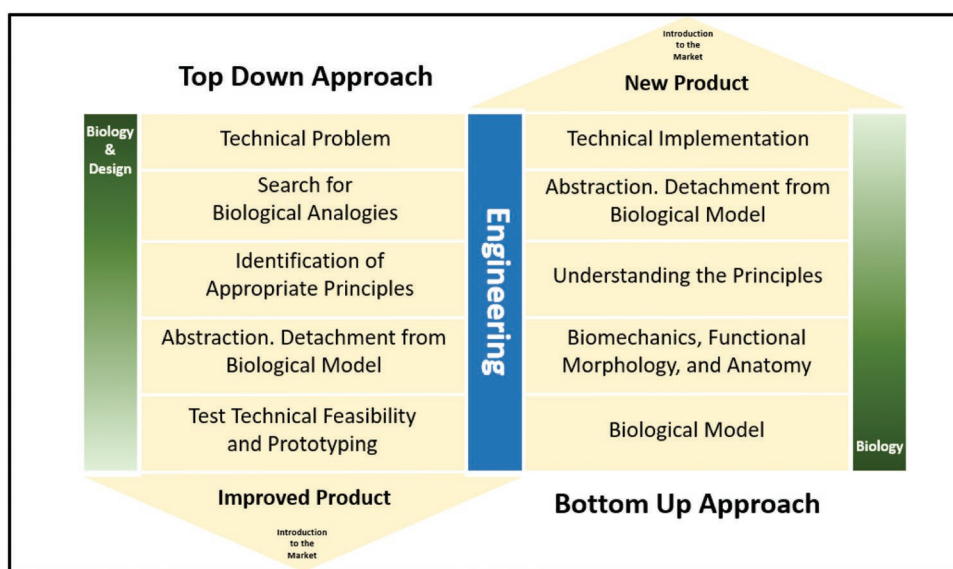 Top Down Approach
Biology
&
Design
Technical Problem
Search for
Biological Analogies
Identification of
Appropriate Principles
Abstraction. Detachment from
Biological Model
Test Technical Feasibility
and Prototyping
Improved Product
Introduction
to the
Market
Engineering
Introduction
to the
Market
New Product
Technical Implementation
Abstraction. Detachment from
Biological Model
Understanding the Principles
Biomechanics, Functional
Morphology, and Anatomy
Biological Model
Biology
Bottom Up Approach